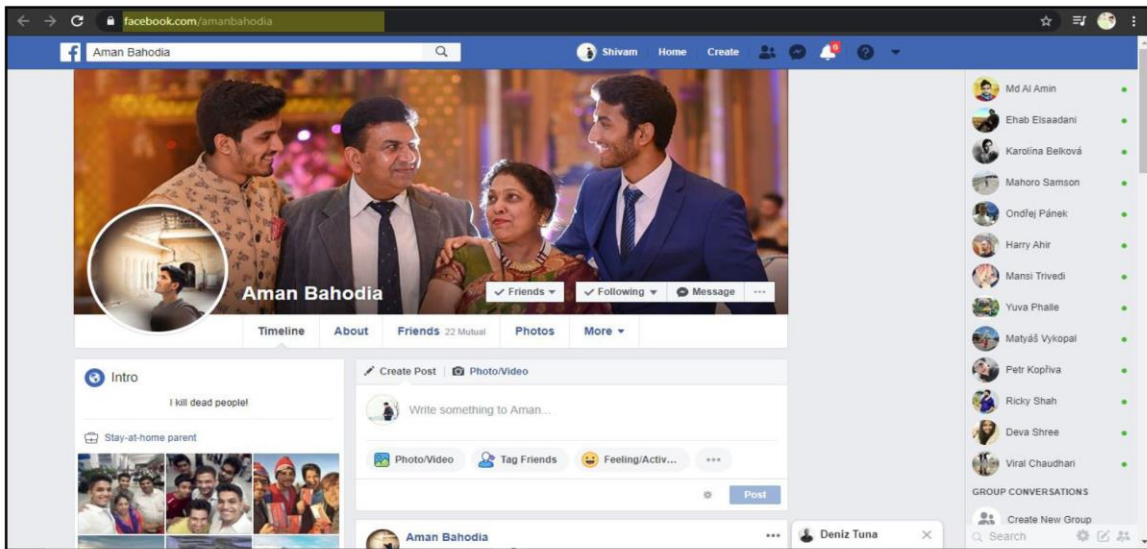 facebook.com/amanbahodia
f
Aman Bahodia
Shivam Home Create
6
Md Al Amin
Ehab Elsaadani
Karolína Belková
Mahoro Samson
Ondřej Pánek
Harry Ahir
Mansi Trivedi
Yuva Phalle
Matyáš Vykopal
Petr Kopřiva
Ricky Shah
Deva Shree
Viral Chaudhari
GROUP CONVERSATIONS
Create New Group
Search
Aman Bahodia
Friends
Following
Message
Timeline About Friends 22 Mutual Photos More
Intro
I kill dead people!
Stay-at-home parent
Create Post Photo/Video
Write something to Aman...
Photo/Video Tag Friends Feeling/Activ...
Post
Aman Bahodia
Deniz Tuna